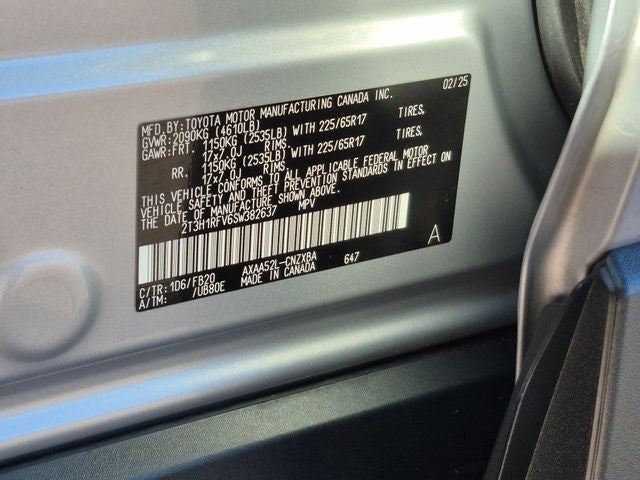 MFD.BY:TOYOTA MOTOR MANUFACTURING CANADA INC. 02/25
GVWR:2090KG (4610LB)
GAWR:FRT. 1150KG (2535LB) WITH 225/65R17 TIRES,
17x7.0J RIMS.
RR. 1150KG (2535LB) WITH 225/65R17 TIRES,
17x7.0J RIMS.
THIS VEHICLE CONFORMS TO ALL APPLICABLE FEDERAL MOTOR
VEHICLE SAFETY AND THEFT PREVENTION STANDARDS IN EFFECT ON
THE DATE OF MANUFACTURE SHOWN ABOVE.
2T3H1RFV6SW382637 MPV
A
C/TR: 1D6/FB20 AXAA52L-CNZXBA 647
A/TM: /UB80E MADE IN CANADA